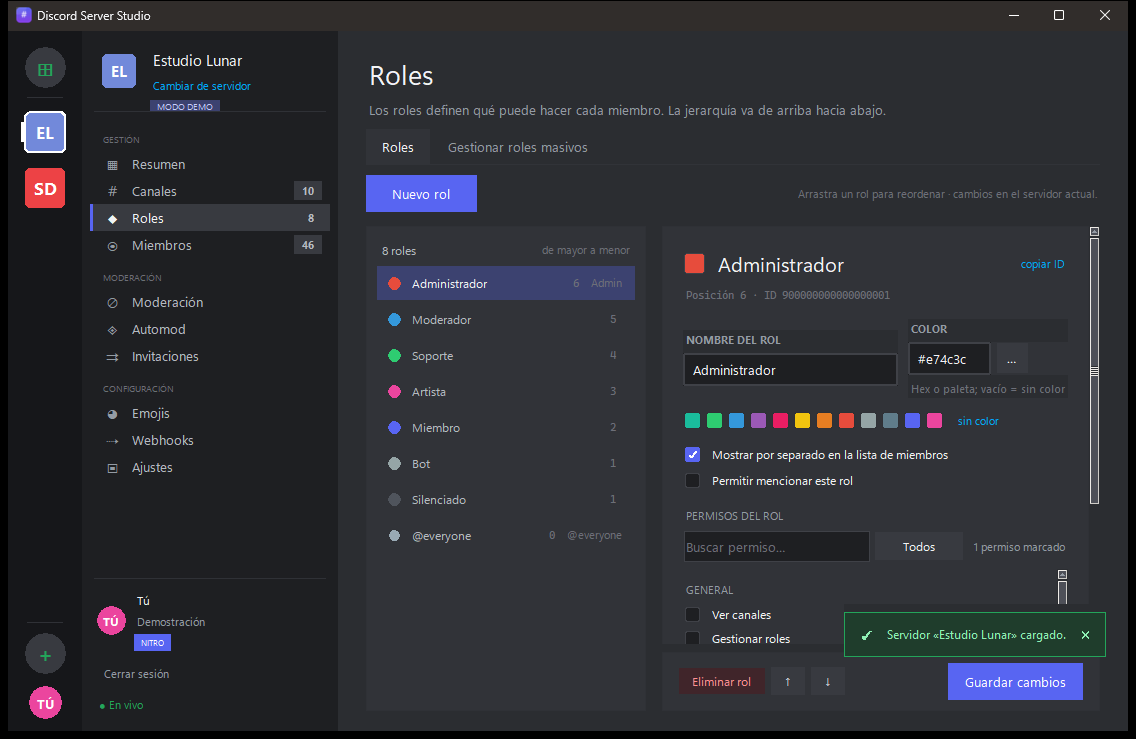 # Discord Server Studio
EL
SD
+
TÚ
EL
Estudio Lunar
Cambiar de servidor
MODO DEMO
GESTIÓN
Resumen
# Canales 10
Roles 8
Miembros 46
MODERACIÓN
Moderación
Automod
Invitaciones
CONFIGURACIÓN
Emojis
Webhooks
Ajustes
TÚ
Tú
Demostración
NITRO
Cerrar sesión
● En vivo
Roles
Los roles definen qué puede hacer cada miembro. La jerarquía va de arriba hacia abajo.
Roles Gestionar roles masivos
Nuevo rol
Arrastra un rol para reordenar · cambios en el servidor actual.
8 roles de mayor a menor
Administrador 6 Admin
Moderador 5
Soporte 4
Artista 3
Miembro 2
Bot 1
Silenciado 1
@everyone 0 @everyone
Administrador copiar ID
Posición 6 · ID 900000000000000001
NOMBRE DEL ROL
Administrador
COLOR
#e74c3c ...
Hex o paleta; vacío = sin color
sin color
Mostrar por separado en la lista de miembros
Permitir mencionar este rol
PERMISOS DEL ROL
Buscar permiso... Todos 1 permiso marcado
GENERAL
Ver canales
Gestionar roles
✓ Servidor «Estudio Lunar» cargado. ✕
Eliminar rol ↑ ↓ Guardar cambios